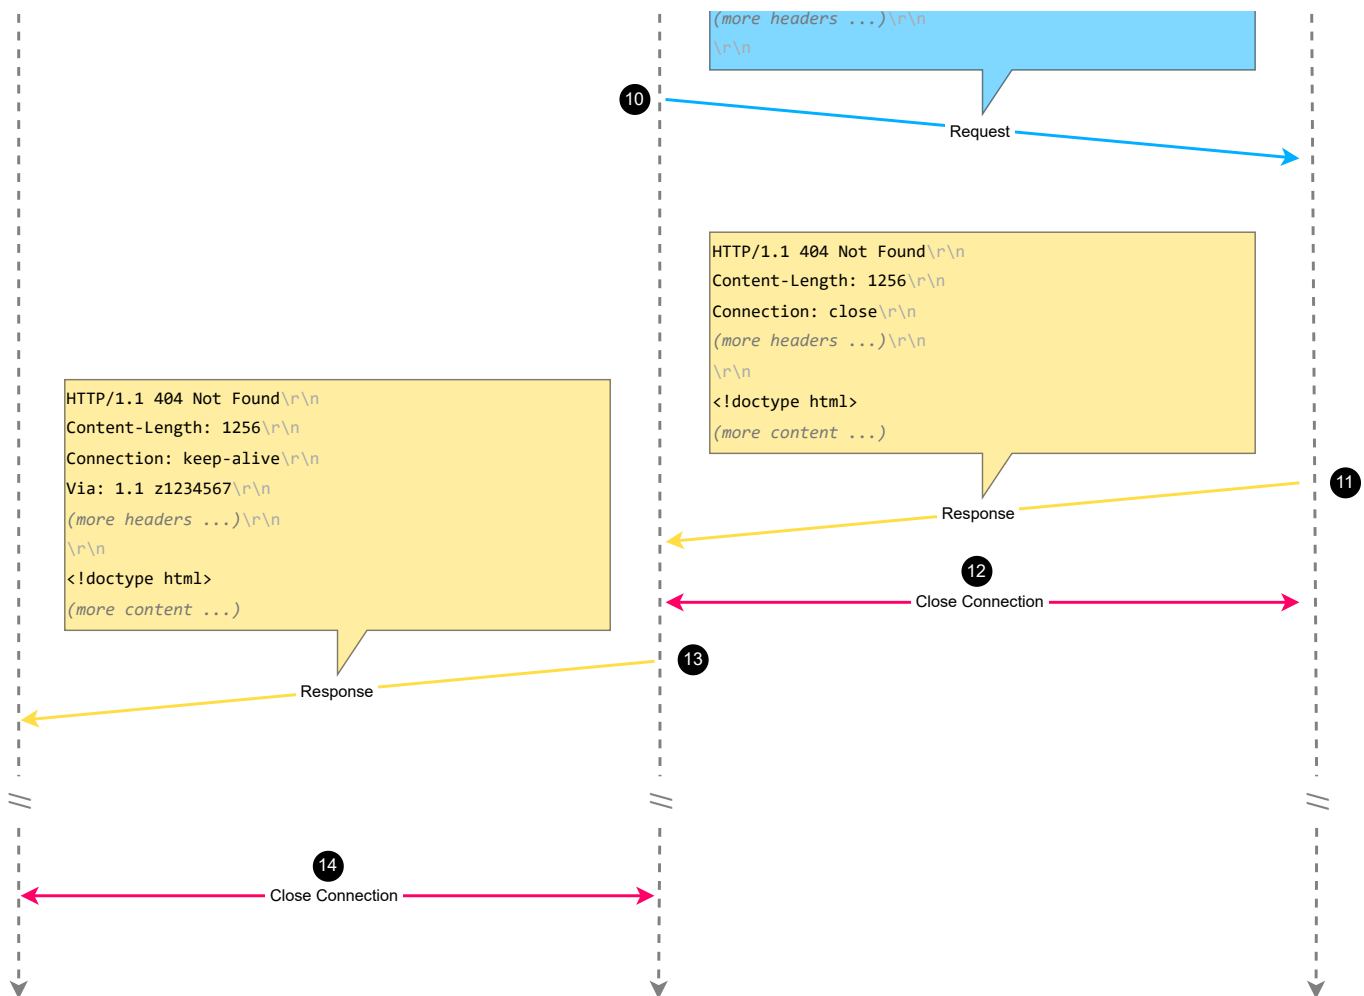 (more headers ...)\r\n
\r\n
10
Request
HTTP/1.1 404 Not Found\r\n
Content-Length: 1256\r\n
Connection: close\r\n
(more headers ...)\r\n
\r\n
<!doctype html>
(more content ...)
11
Response
12
Close Connection
HTTP/1.1 404 Not Found\r\n
Content-Length: 1256\r\n
Connection: keep-alive\r\n
Via: 1.1 z1234567\r\n
(more headers ...)\r\n
\r\n
<!doctype html>
(more content ...)
13
Response
14
Close Connection